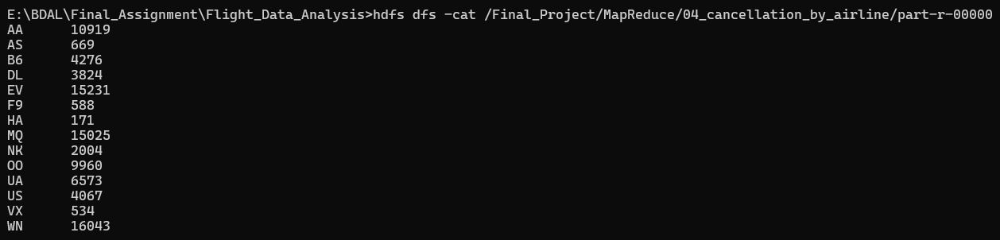 E:\BDAL\Final_Assignment\Flight_Data_Analysis>hdfs dfs -cat /Final_Project/MapReduce/04_cancellation_by_airline/part-r-00000
AA      10919
AS      669
B6      4276
DL      3824
EV      15231
F9      588
HA      171
MQ      15025
NK      2004
OO      9960
UA      6573
US      4067
VX      534
WN      16043